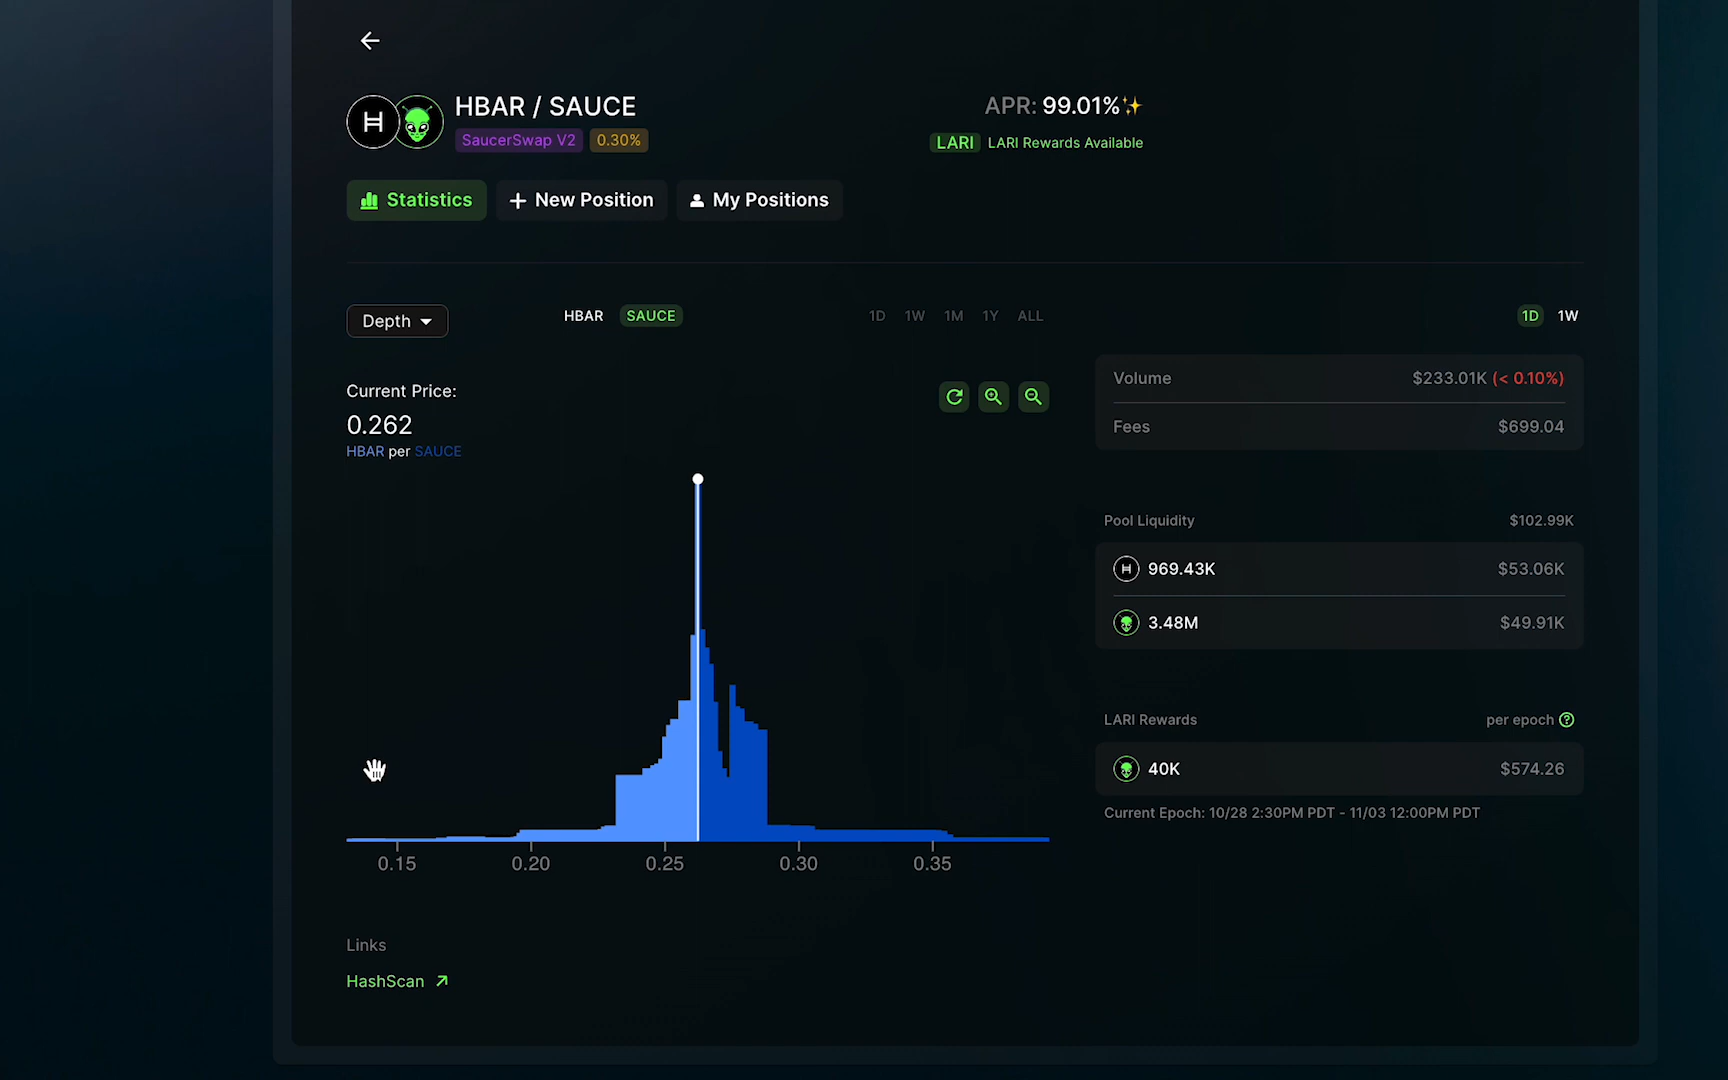 HBAR / SAUCE
SaucerSwap V2 0.30%
APR: 99.01%✨
LARI LARI Rewards Available
Statistics + New Position My Positions
Depth HBAR SAUCE 1D 1W 1M 1Y ALL 1D 1W
Current Price:
0.262
HBAR per SAUCE
Volume $233.01K (< 0.10%)
Fees $699.04
Pool Liquidity $102.99K
969.43K $53.06K
3.48M $49.91K
LARI Rewards per epoch ?
40K $574.26
Current Epoch: 10/28 2:30PM PDT - 11/03 12:00PM PDT
0.15 0.20 0.25 0.30 0.35
Links
HashScan ↗